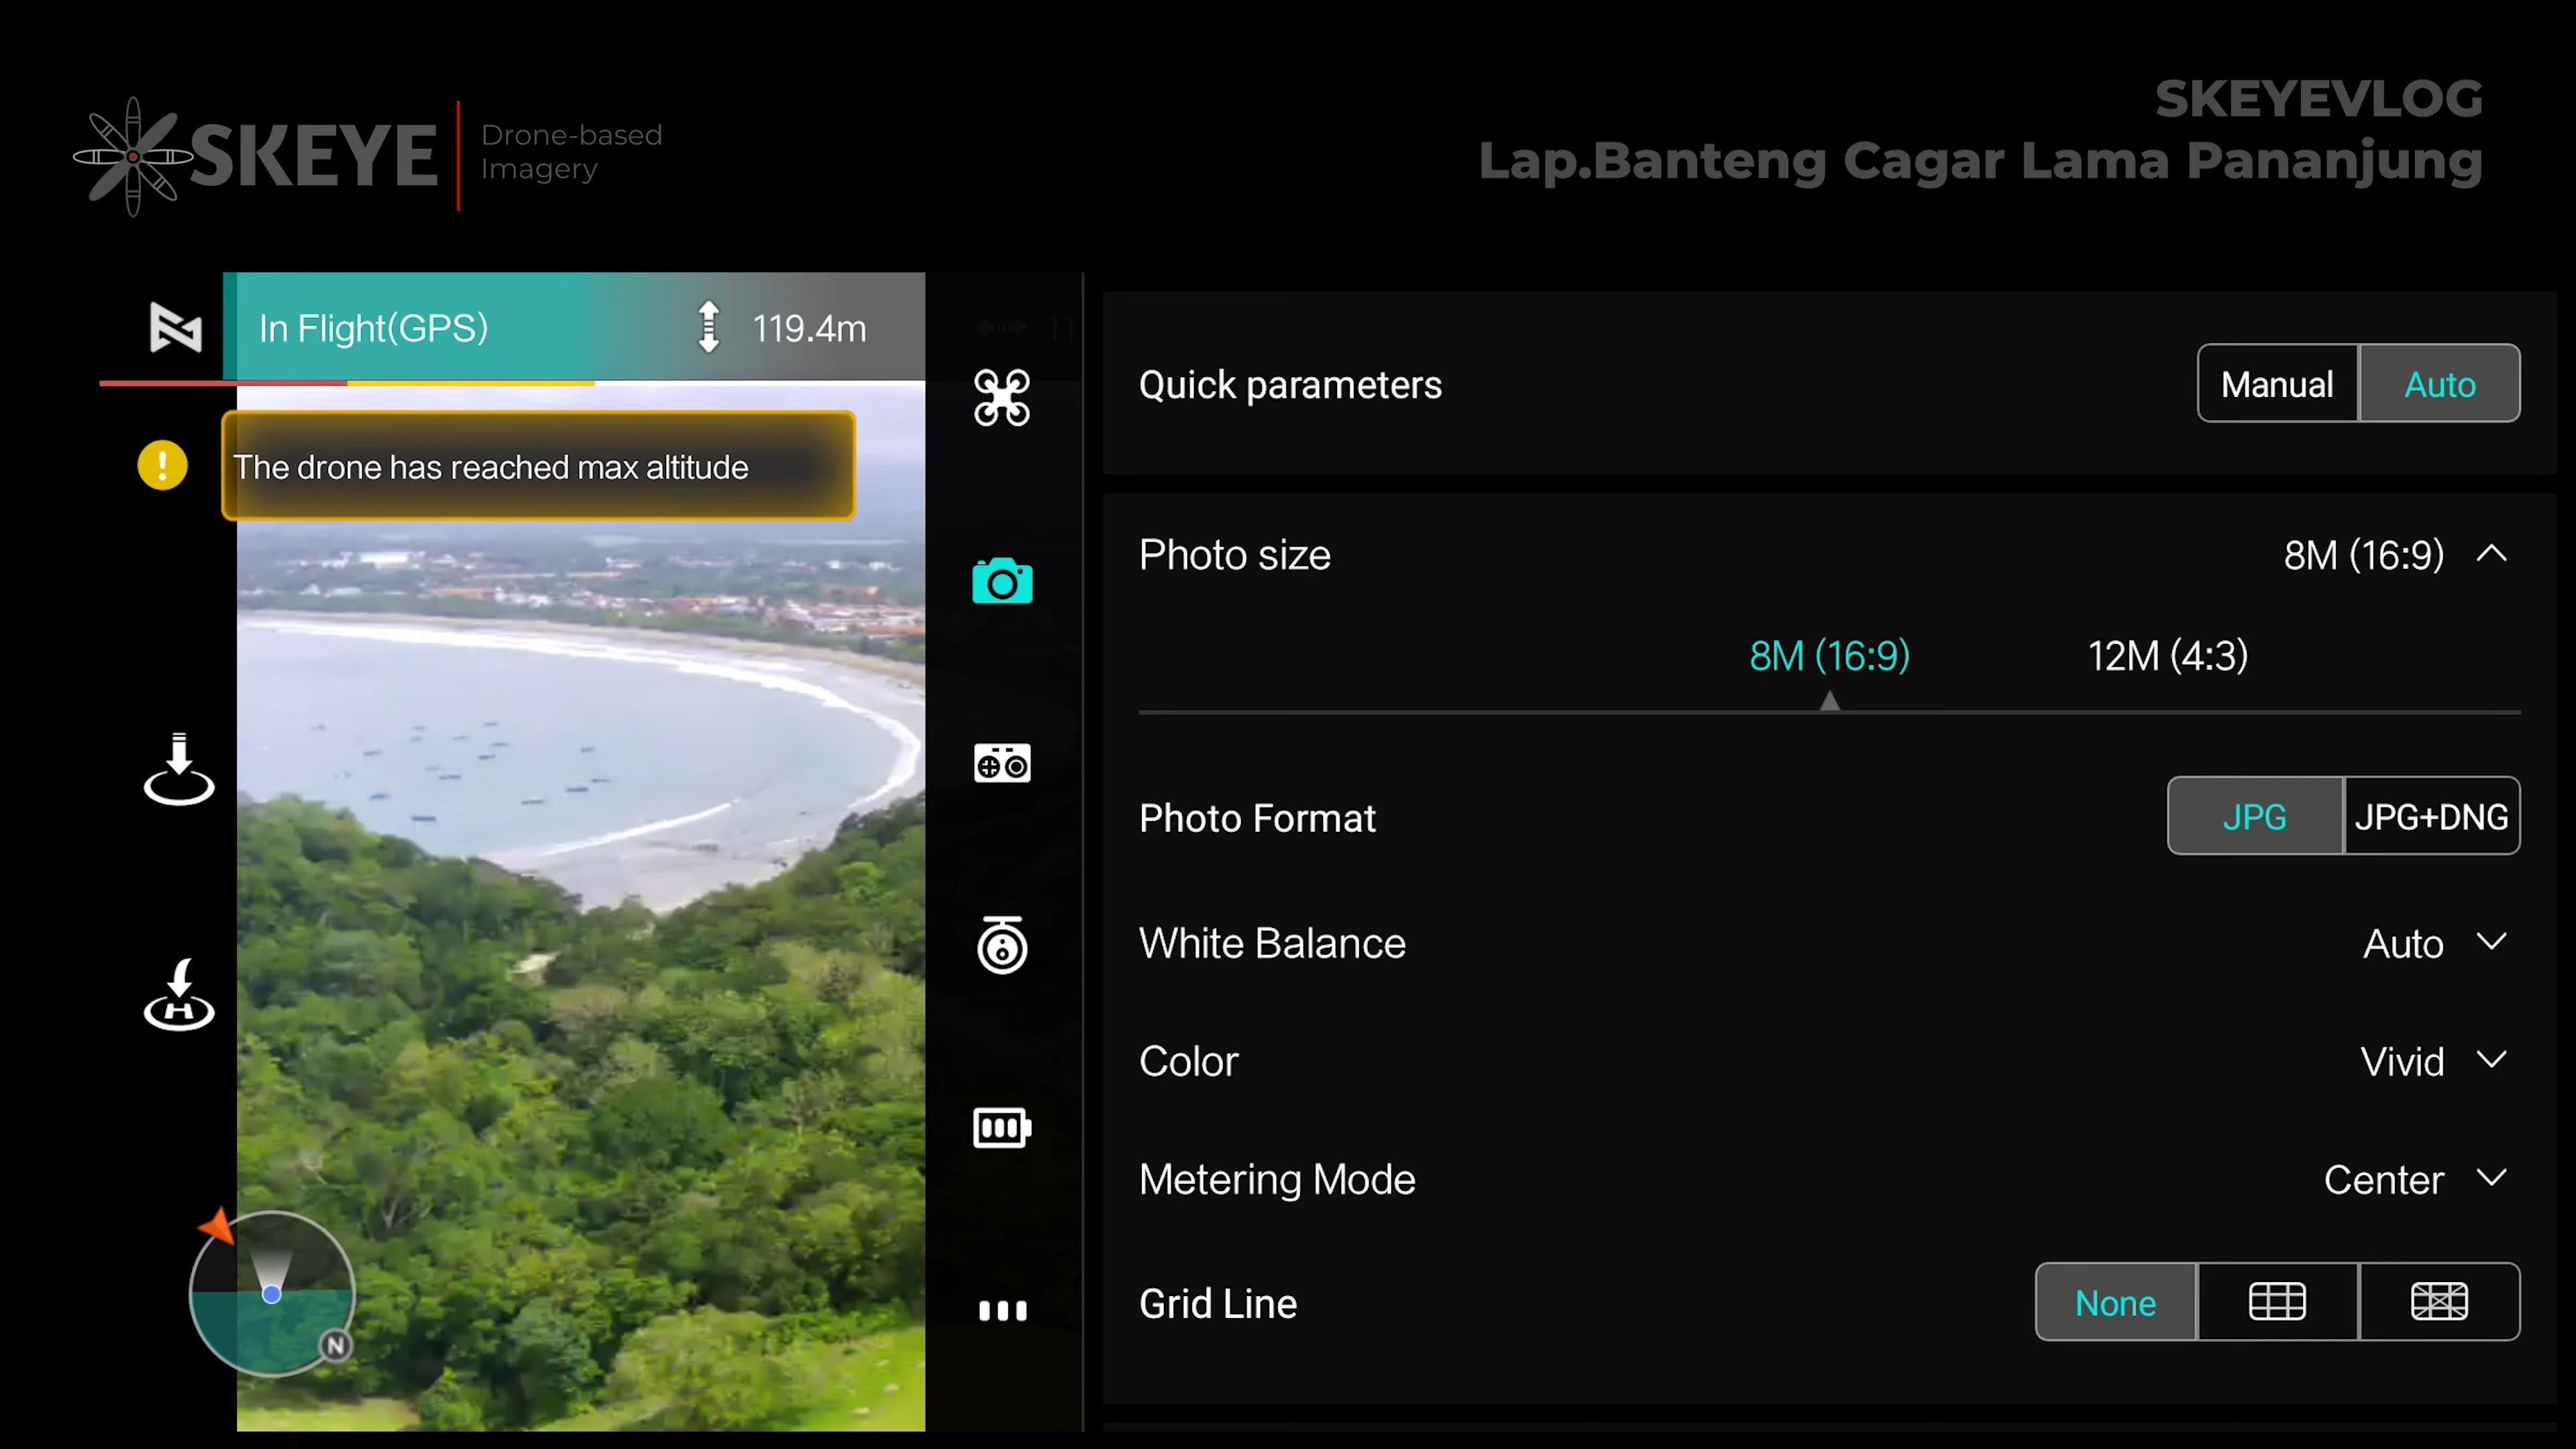 SKEYE
Drone-based
Imagery
SKEYEVLOG
Lap.Banteng Cagar Lama Pananjung
In Flight(GPS) 119.4m
The drone has reached max altitude
N
Quick parameters Manual Auto
Photo size 8M (16:9)
8M (16:9) 12M (4:3)
Photo Format JPG JPG+DNG
White Balance Auto
Color Vivid
Metering Mode Center
Grid Line None